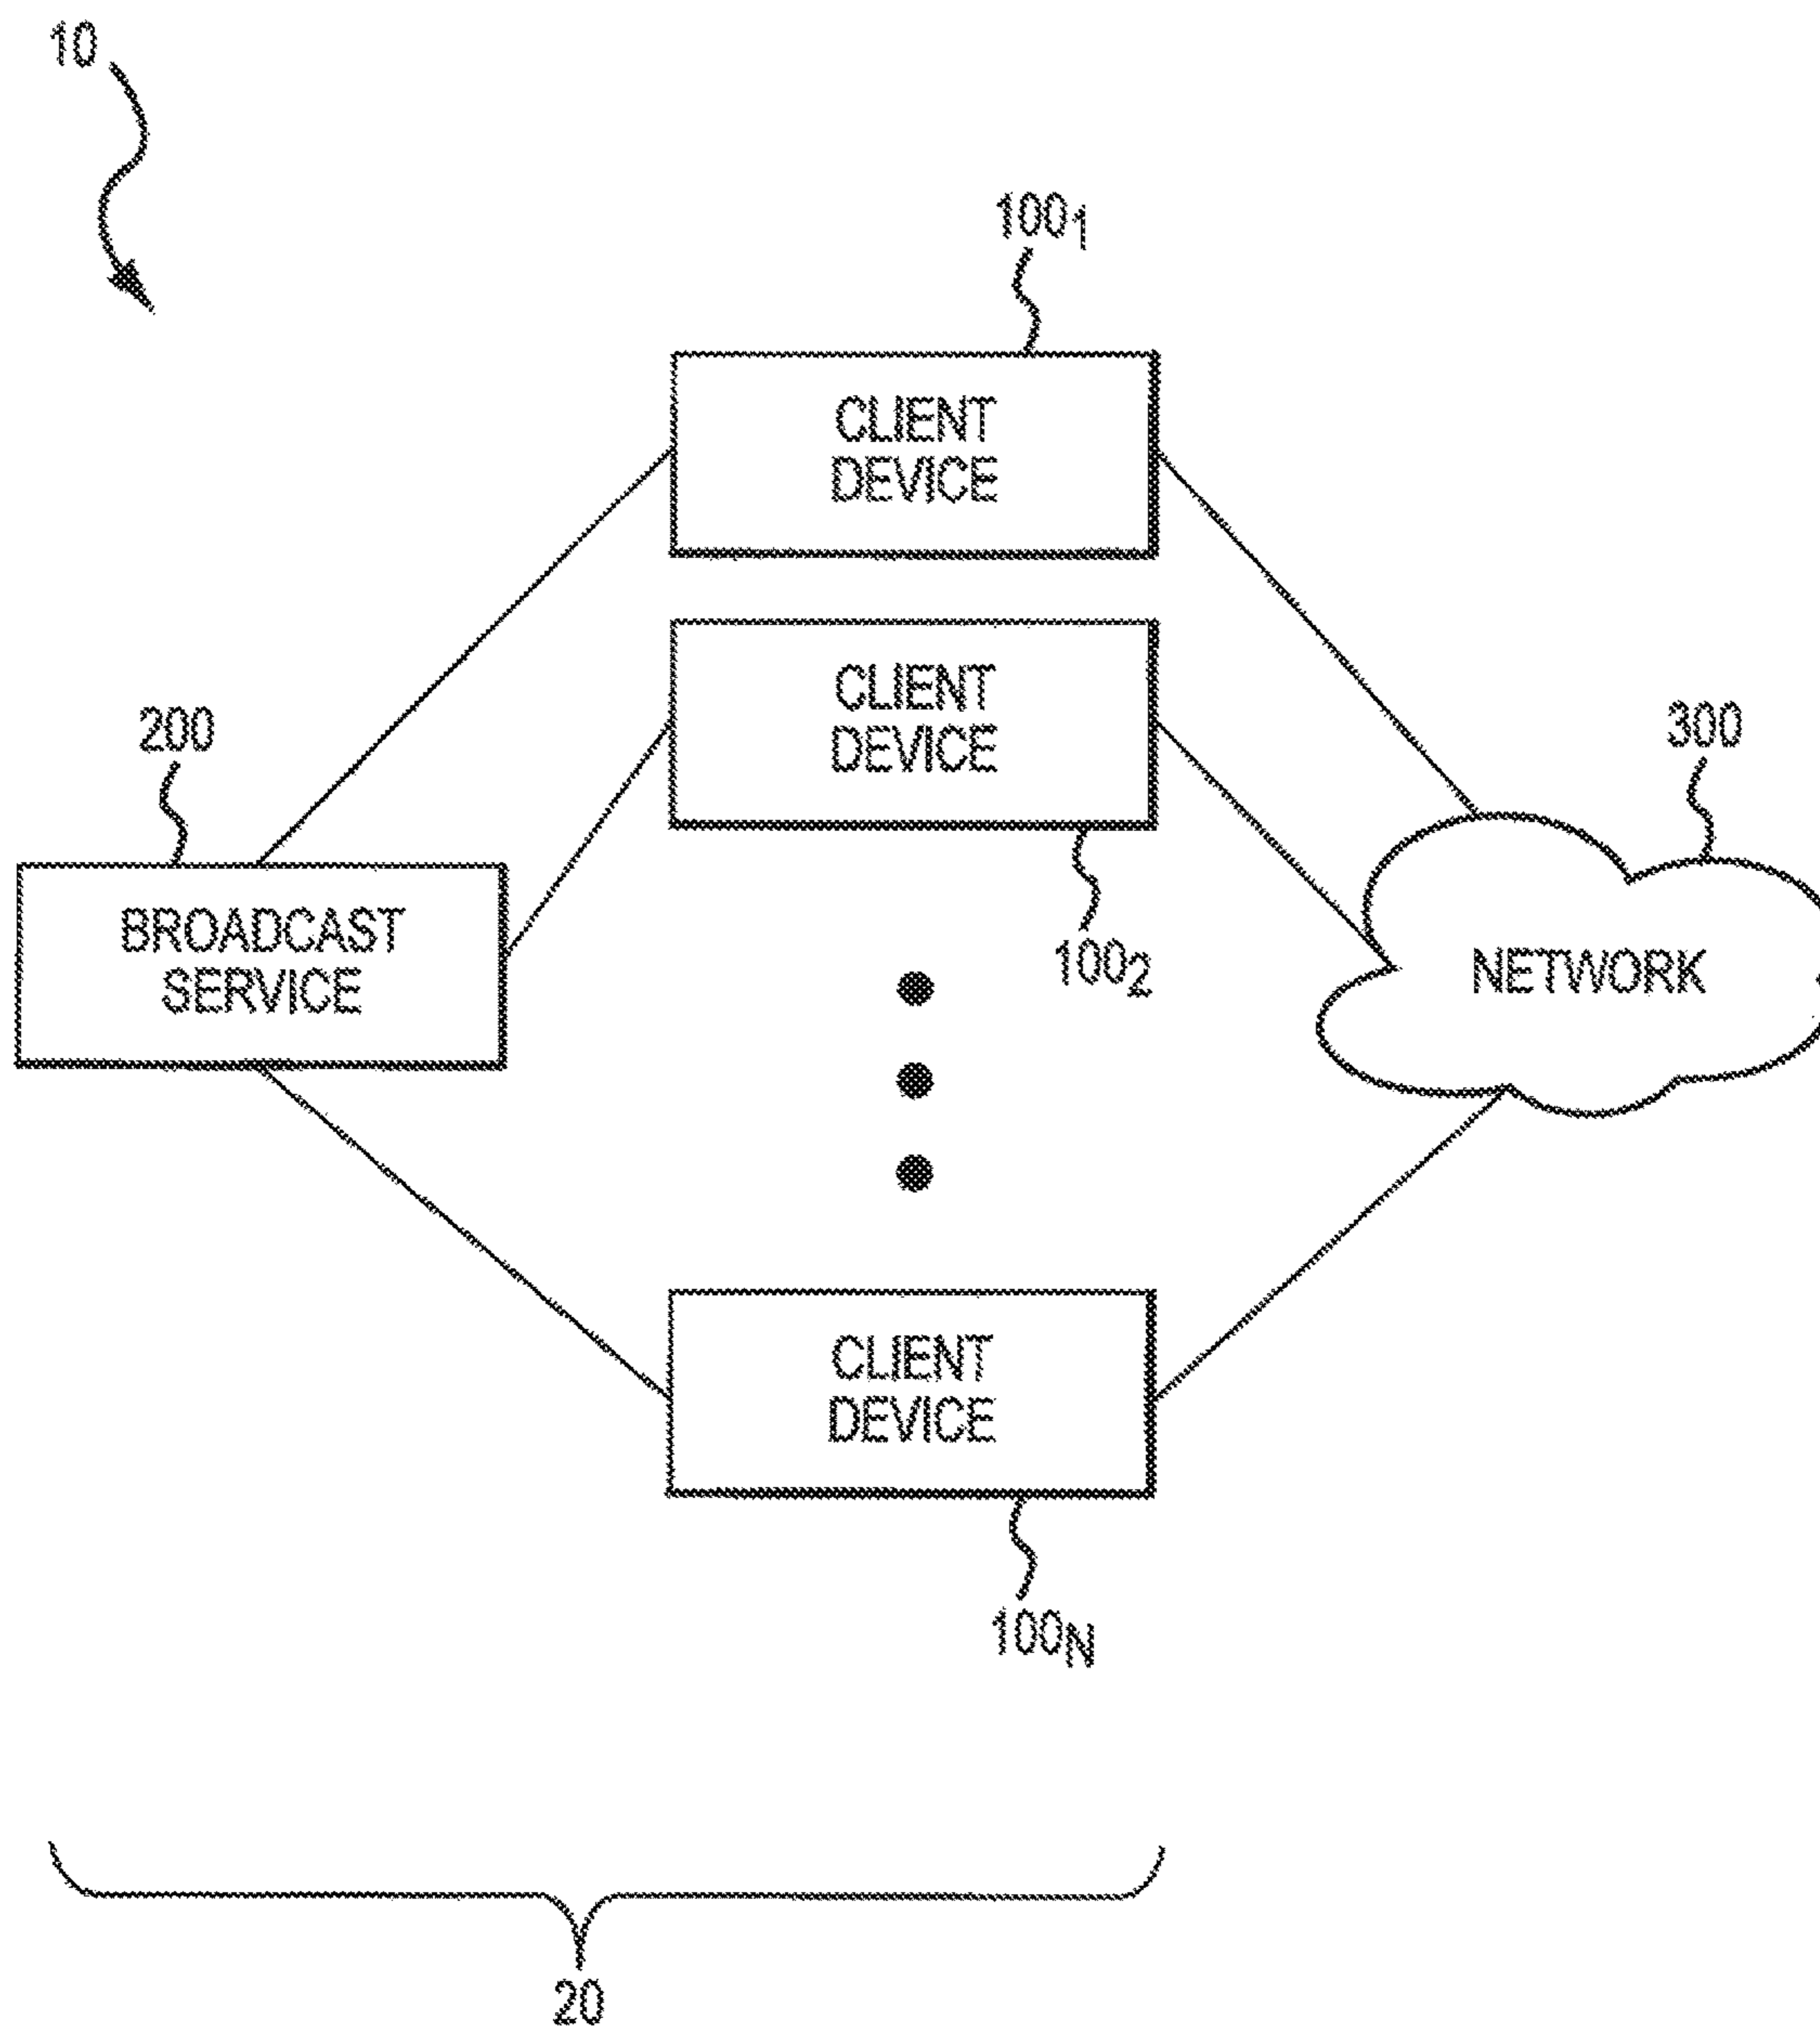 10
100₁
CLIENT
DEVICE
CLIENT
DEVICE
200
300
BROADCAST
SERVICE
100₂
NETWORK
CLIENT
DEVICE
100N
20